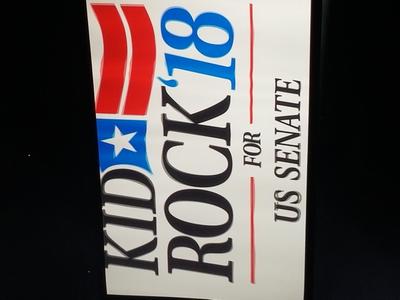 KID
ROCK '18
FOR
US SENATE